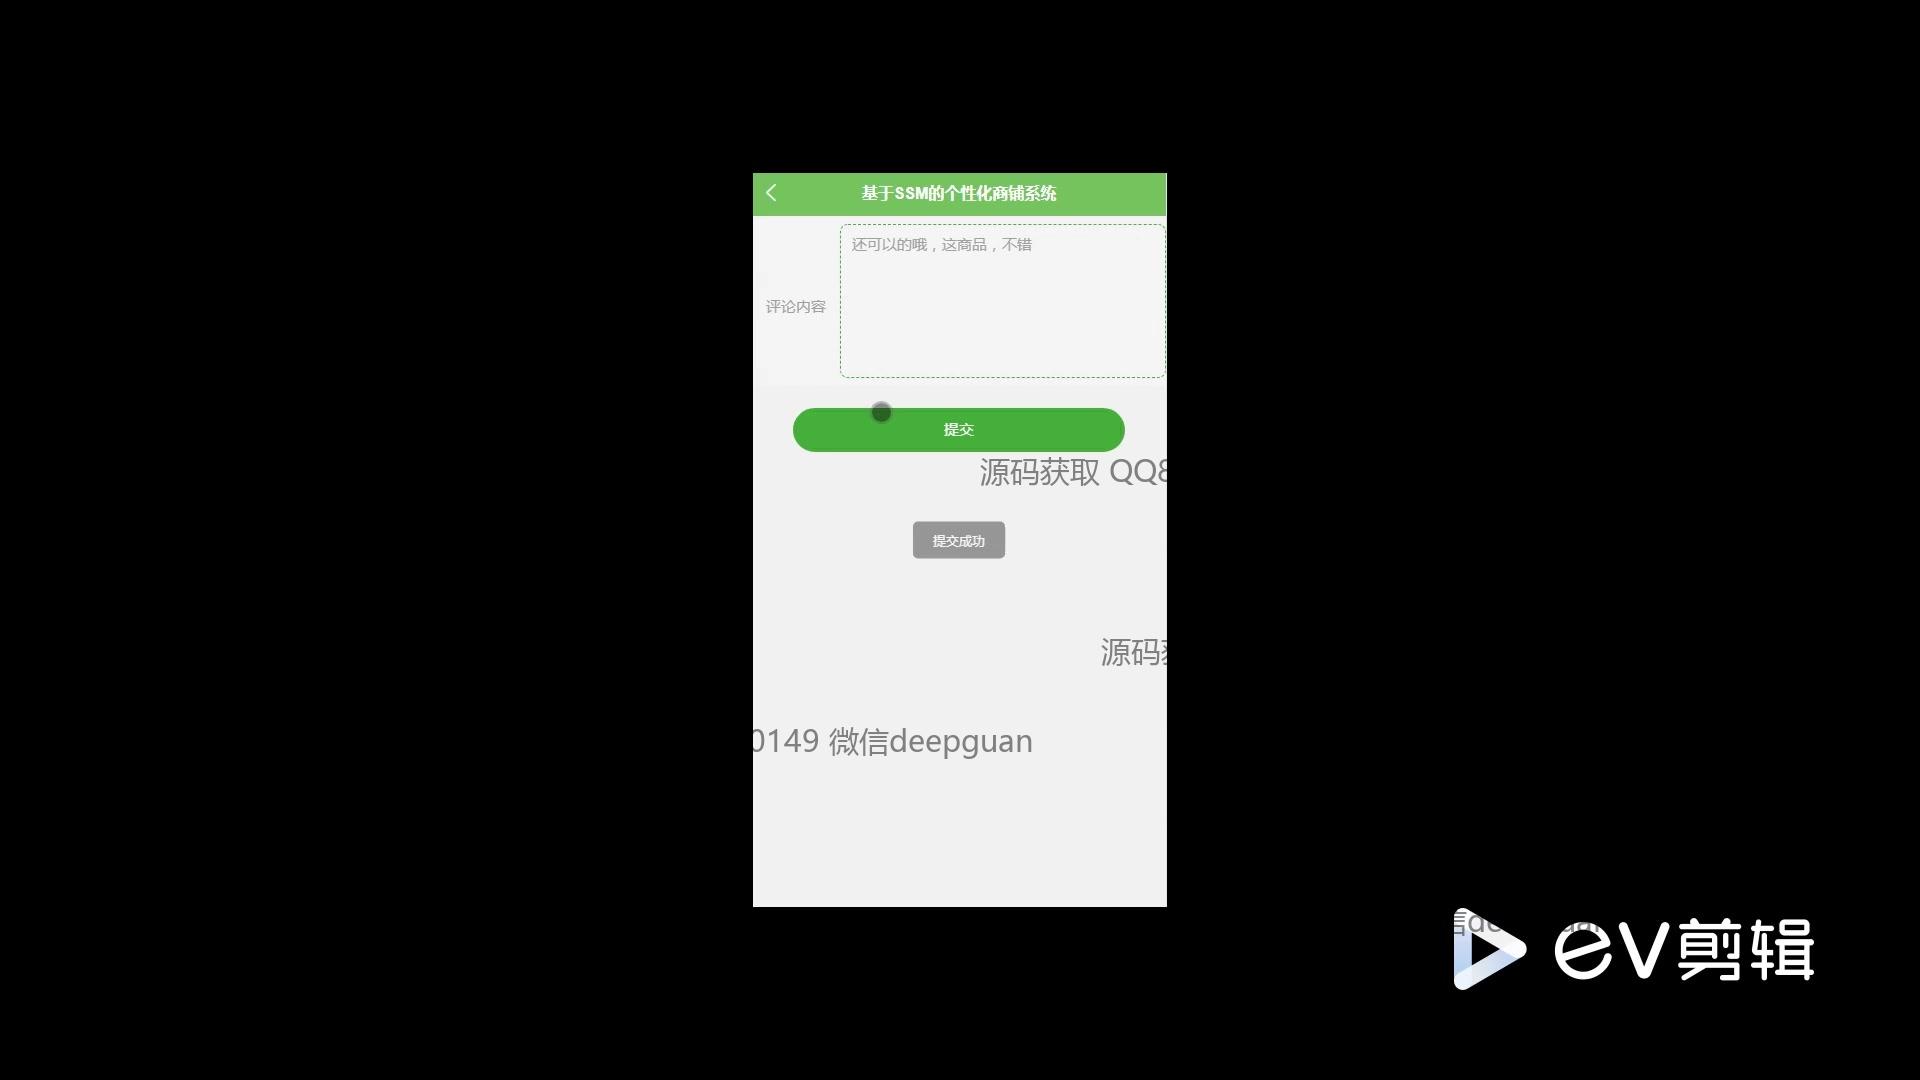 基于SSM的个性化商铺系统
还可以的哦，这商品，不错
评论内容
提交
源码获取 QQ8
提交成功
源码
0149 微信deepguan
ev剪辑